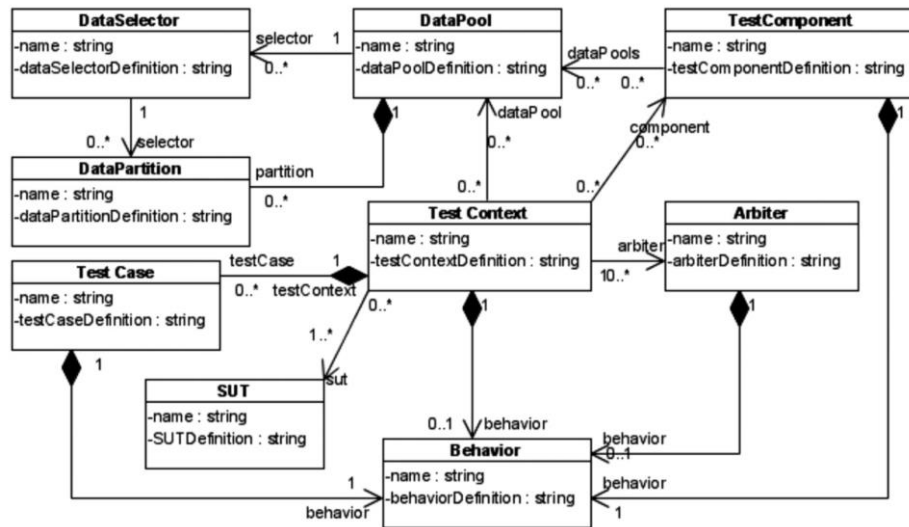 DataSelector
-name : string
-dataSelectorDefinition : string
selector
1
0..*
DataPool
-name : string
-dataPoolDefinition : string
dataPools
0..*
0..*
TestComponent
-name : string
-testComponentDefinition : string
1
0..*
selector
1
dataPool
component
0..*
1
DataPartition
-name : string
-dataPartitionDefinition : string
partition
0..*
0..*
0..*
0..*
Test Context
-name : string
-testContextDefinition : string
arbiter
10..*
Arbiter
-name : string
-arbiterDefinition : string
Test Case
-name : string
-testCaseDefinition : string
testCase
1
0..*
testContext
0..*
1
1
1
1..*
sut
SUT
-name : string
-SUTDefinition : string
0..1
behavior
Behavior
-name : string
-behaviorDefinition : string
behavior
0..1
behavior
1
1
behavior